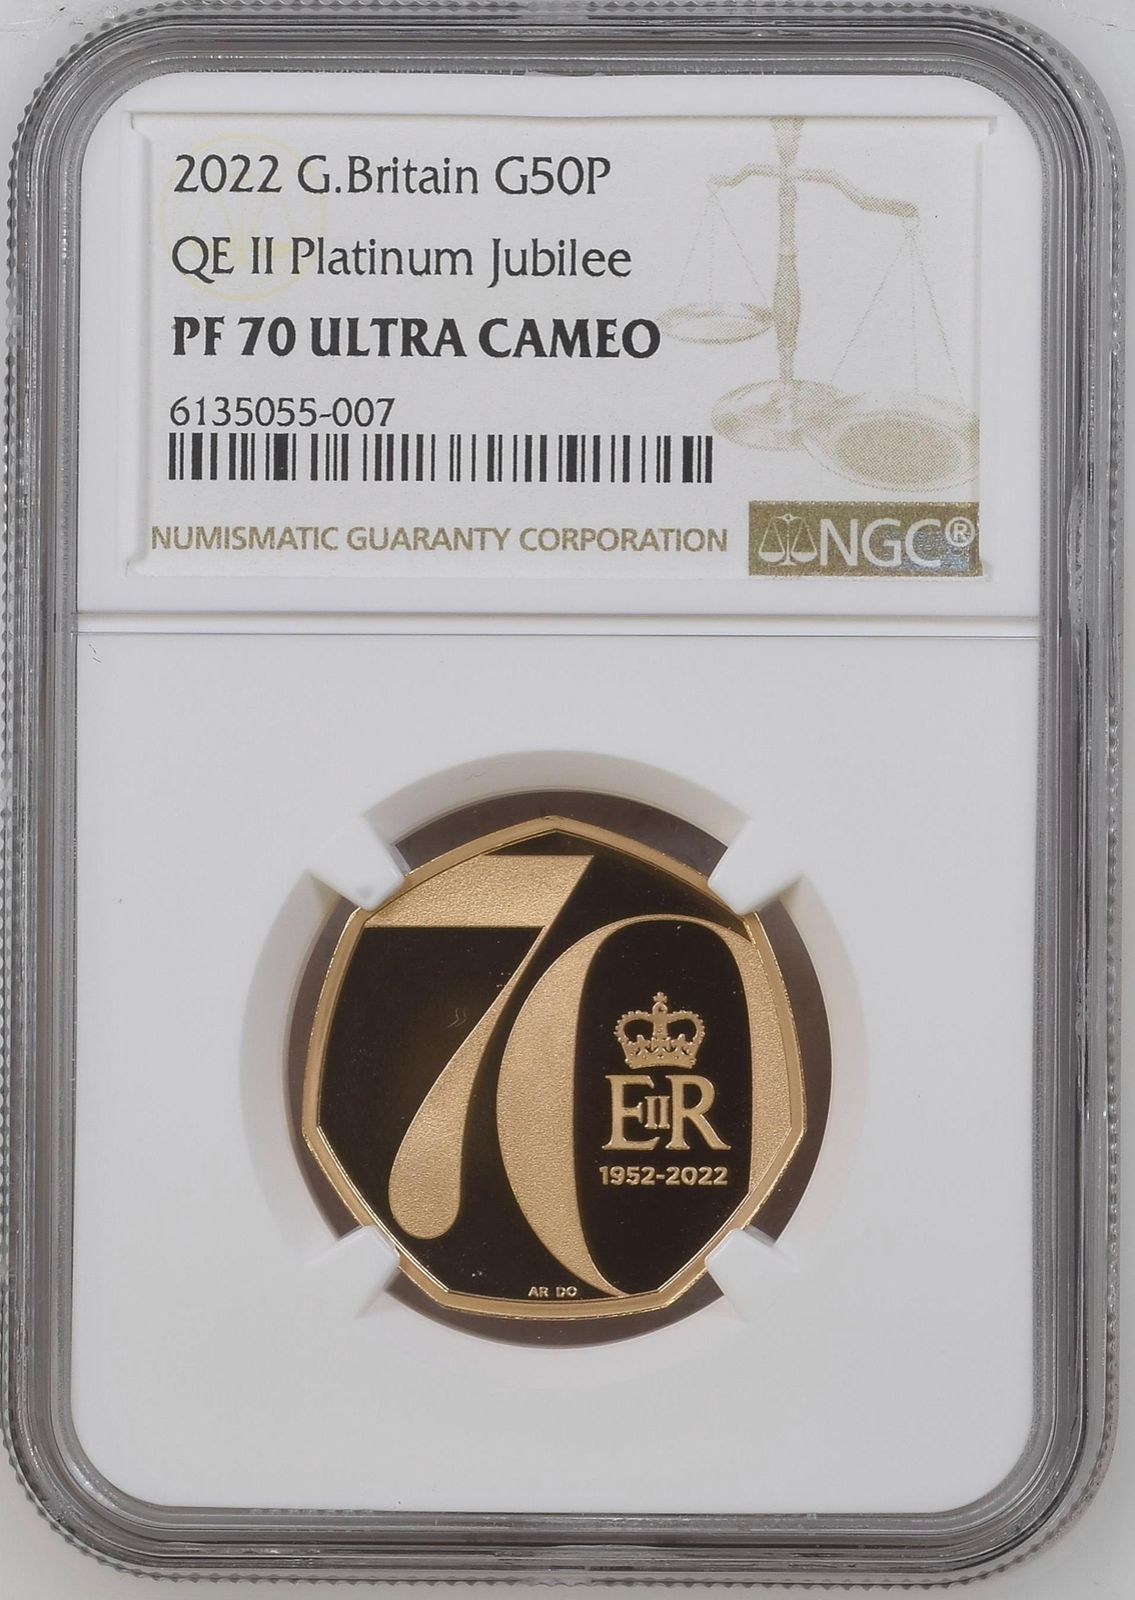 2022 G.Britain G50P
QE II Platinum Jubilee
PF 70 ULTRA CAMEO
6135055-007
NUMISMATIC GUARANTY CORPORATION
NGC®
70
EIIR
1952-2022
AR DO